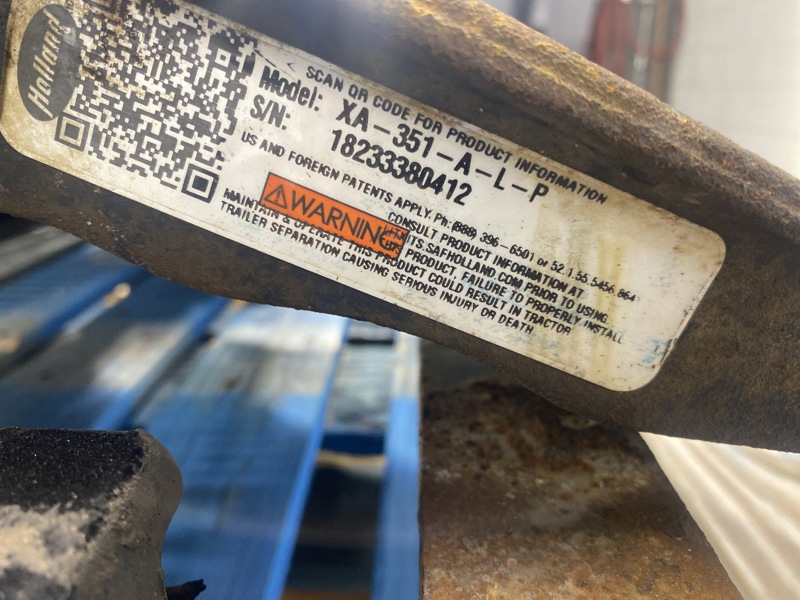 Holland
SCAN QR CODE FOR PRODUCT INFORMATION
Model: XA-351-A-L-P
S/N: 18233380412
US AND FOREIGN PATENTS APPLY. Ph: (888) 396-6501 or 52.1.55.5456.864
WARNING
CONSULT PRODUCT INFORMATION AT
SAFHOLLAND.COM PRIOR TO USING
PRODUCT. FAILURE TO PROPERLY INSTALL
MAINTAIN & OPERATE THIS PRODUCT COULD RESULT IN TRACTOR
TRAILER SEPARATION CAUSING SERIOUS INJURY OR DEATH